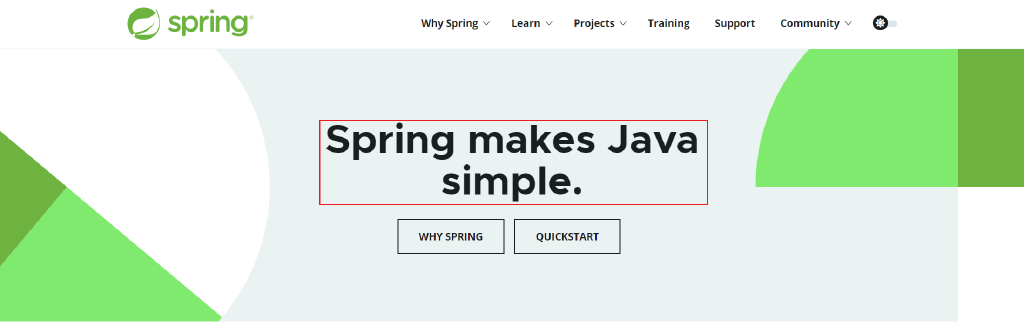 spring
Why Spring Learn Projects Training Support Community
Spring makes Java
simple.
WHY SPRING QUICKSTART